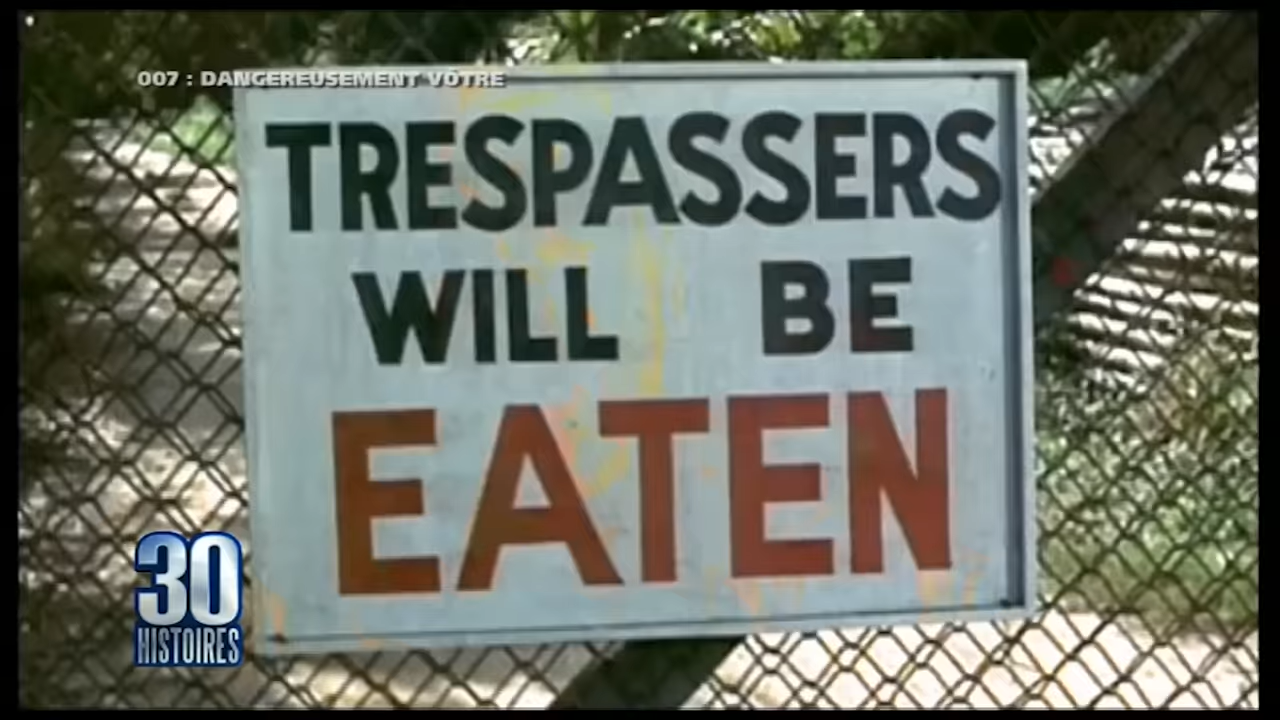 007 : DANGEREUSEMENT VÔTRE
TRESPASSERS
WILL BE
EATEN
30
HISTOIRES